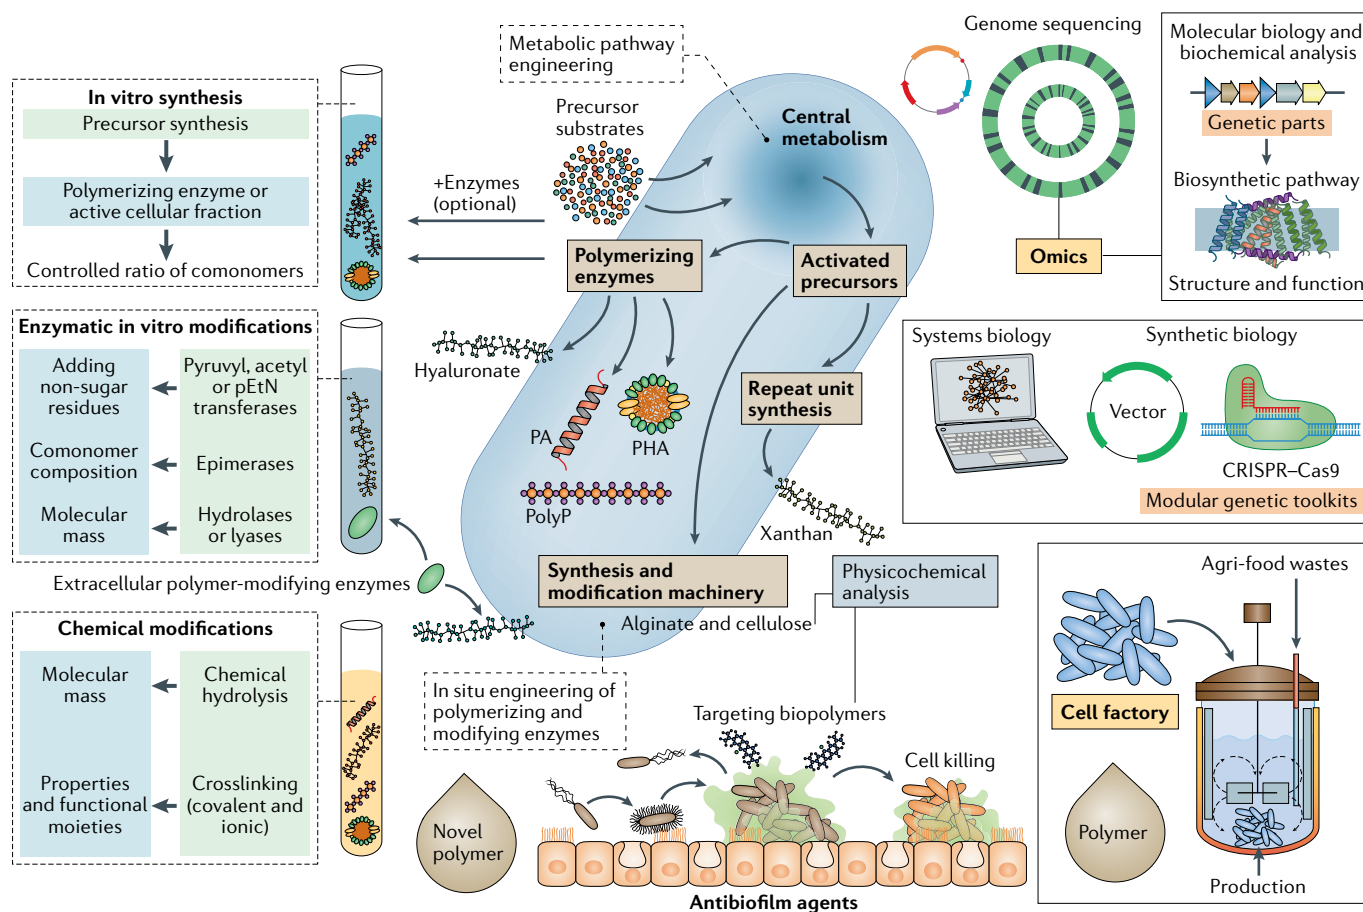 In vitro synthesis
Precursor synthesis
Polymerizing enzyme or
active cellular fraction
Controlled ratio of comonomers
Enzymatic in vitro modifications
Adding
non-sugar
residues
Pyruvyl, acetyl
or pEtN
transferases
Comonomer
composition
Epimerases
Molecular
mass
Hydrolases
or lyases
Extracellular polymer-modifying enzymes
Chemical modifications
Molecular
mass
Chemical
hydrolysis
Properties
and functional
moieties
Crosslinking
(covalent and
ionic)
Metabolic pathway
engineering
Precursor
substrates
Central
metabolism
+Enzymes
(optional)
Polymerizing
enzymes
Activated
precursors
Hyaluronate
PA
PHA
PolyP
Repeat unit
synthesis
Xanthan
Synthesis and
modification machinery
Alginate and cellulose
Physicochemical
analysis
In situ engineering of
polymerizing and
modifying enzymes
Targeting biopolymers
Cell killing
Novel
polymer
Antibiofilm agents
Genome sequencing
Omics
Molecular biology and
biochemical analysis
Genetic parts
Biosynthetic pathway
Structure and function
Systems biology
Synthetic biology
Vector
CRISPR–Cas9
Modular genetic toolkits
Agri-food wastes
Cell factory
Polymer
Production